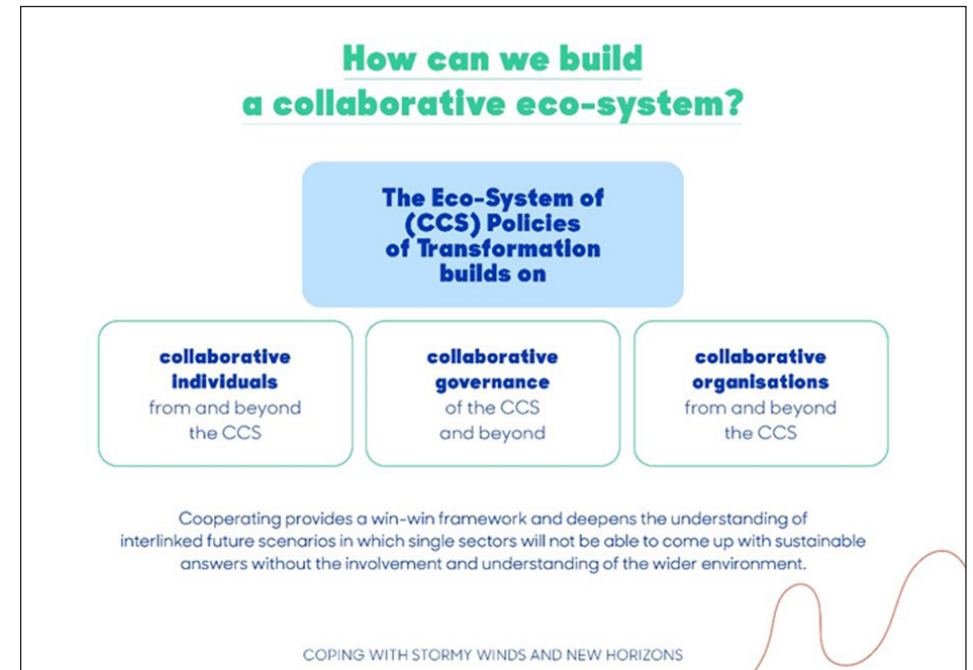 How can we build
a collaborative eco-system?
The Eco-System of
(CCS) Policies
of Transformation
builds on
collaborative
individuals
from and beyond
the CCS
collaborative
governance
of the CCS
and beyond
collaborative
organisations
from and beyond
the CCS
Cooperating provides a win-win framework and deepens the understanding of
interlinked future scenarios in which single sectors will not be able to come up with sustainable
answers without the involvement and understanding of the wider environment.
COPING WITH STORMY WINDS AND NEW HORIZONS